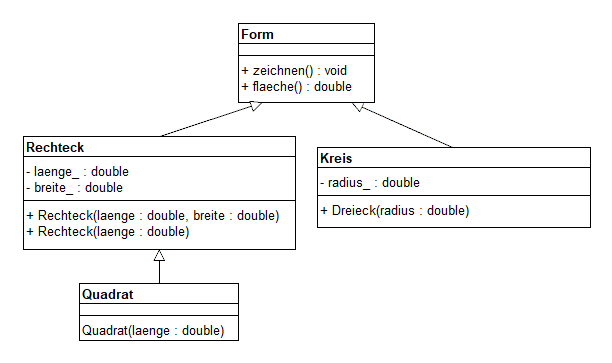 Form
+ zeichnen() : void
+ flaeche() : double
Rechteck
- laenge_ : double
- breite_ : double
+ Rechteck(laenge : double, breite : double)
+ Rechteck(laenge : double)
Kreis
- radius_ : double
+ Dreieck(radius : double)
Quadrat
Quadrat(laenge : double)